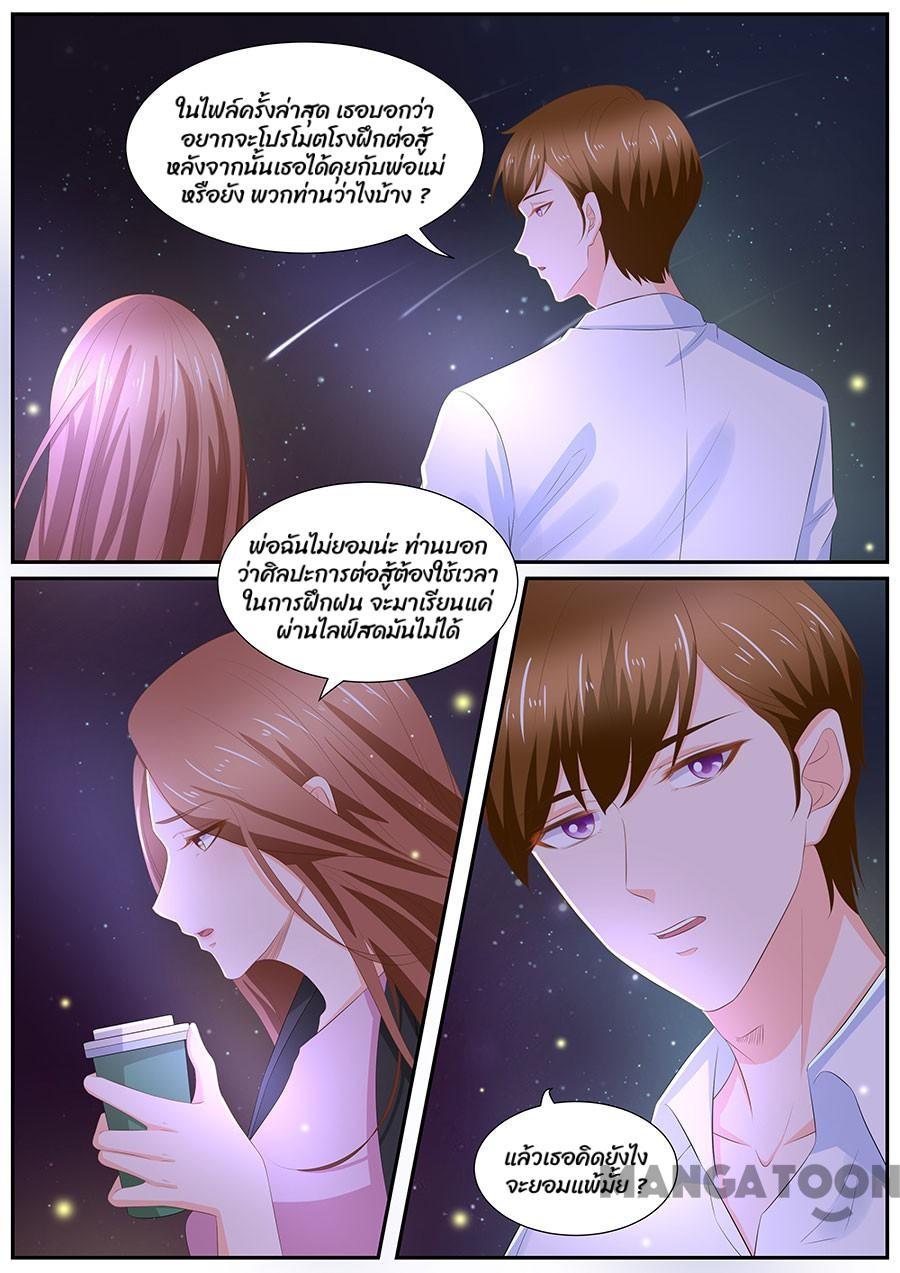 ในไฟล์ครั้งล่าสุด เธอบอกว่า
อยากจะโปรโมตโรงฝึกต่อสู้
หลังจากนั้นเธอได้คุยกับพ่อแม่
หรือยัง พวกท่านว่าไงบ้าง ?
พ่อฉันไม่ยอมน่ะ ท่านบอก
ว่าศิลปะการต่อสู้ต้องใช้เวลา
ในการฝึกฝน จะมาเรียนแค่
ผ่านไลฟ์สดมันไม่ได้
แล้วเธอคิดยังไง
จะยอมแพ้มั้ย ?
MANGATOON